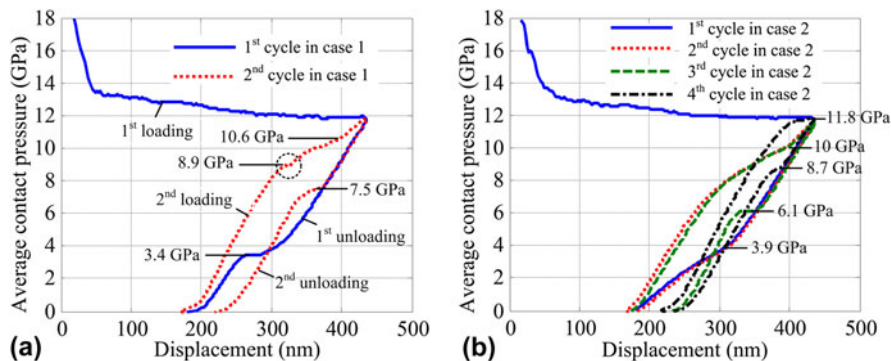 18
16
14
12
10
8
6
4
2
0
Average contact pressure (GPa)
1st cycle in case 1
2nd cycle in case 1
1st loading
10.6 GPa
8.9 GPa
7.5 GPa
2nd loading
1st unloading
3.4 GPa
2nd unloading
0 100 200 300 400 500
Displacement (nm)
(a)
18
16
14
12
10
8
6
4
2
0
Average contact pressure (GPa)
1st cycle in case 2
2nd cycle in case 2
3rd cycle in case 2
4th cycle in case 2
11.8 GPa
10 GPa
8.7 GPa
6.1 GPa
3.9 GPa
0 100 200 300 400 500
Displacement (nm)
(b)